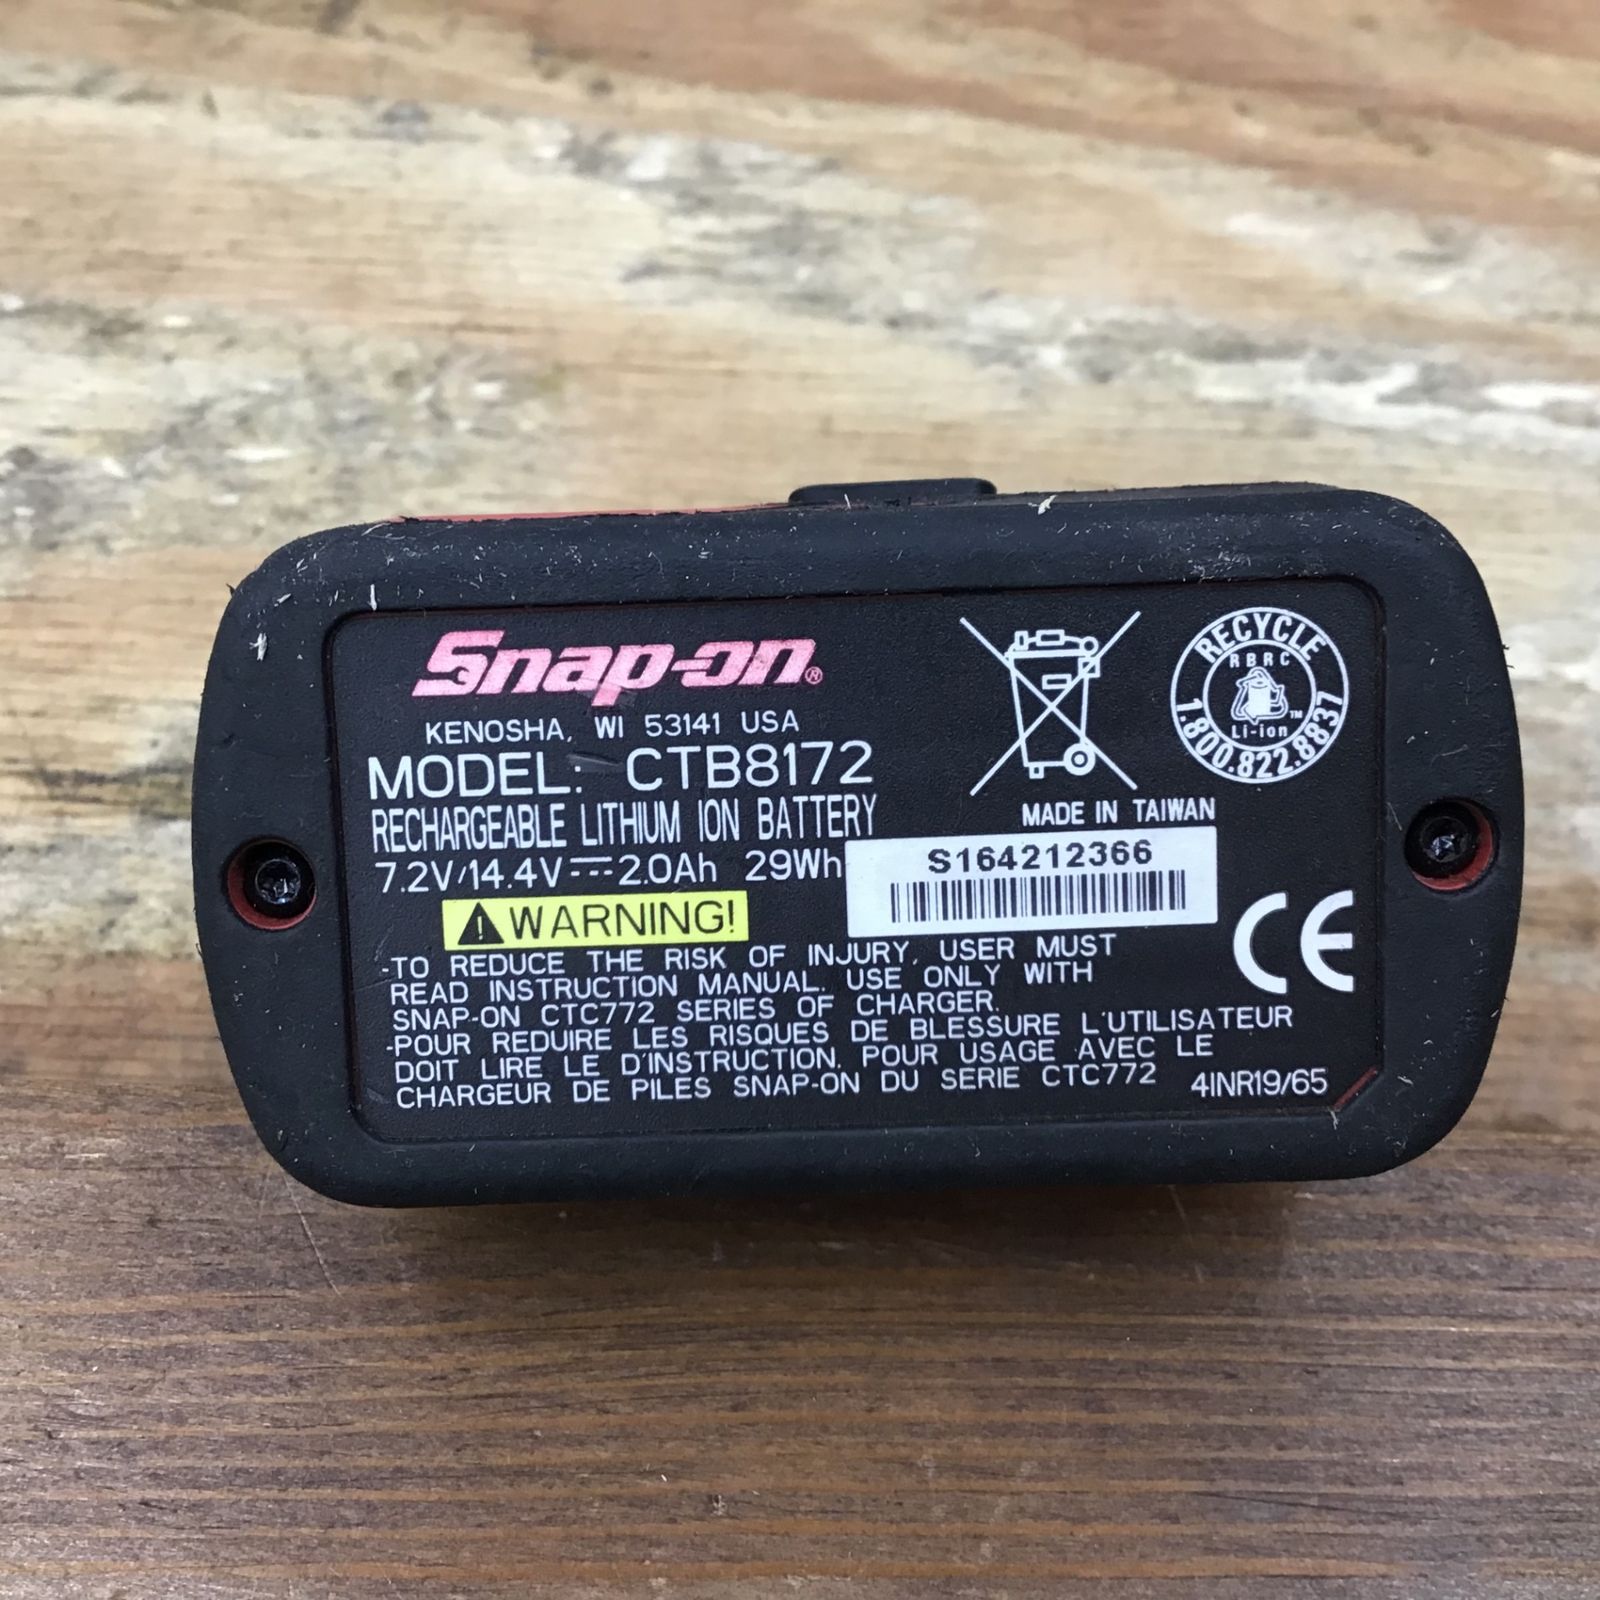 Snap-on®
KENOSHA, WI 53141 USA
MODEL: CTB8172
RECHARGEABLE LITHIUM ION BATTERY
7.2V/14.4V⎓2.0Ah 29Wh
RECYCLE
RBRC
Li-ion
TM
1.800.822.8837
MADE IN TAIWAN
S164212366
WARNING!
-TO REDUCE THE RISK OF INJURY, USER MUST
READ INSTRUCTION MANUAL. USE ONLY WITH
SNAP-ON CTC772 SERIES OF CHARGER.
-POUR REDUIRE LES RISQUES DE BLESSURE L'UTILISATEUR
DOIT LIRE LE D'INSTRUCTION. POUR USAGE AVEC LE
CHARGEUR DE PILES SNAP-ON DU SERIE CTC772
CE
4INR19/65